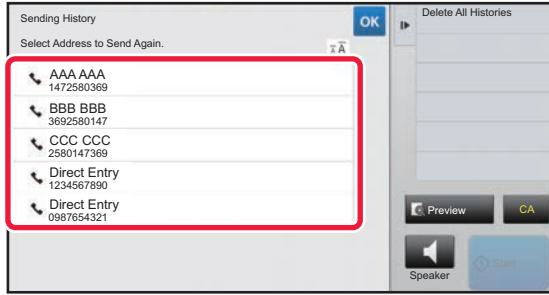 Sending History
OK
Delete All Histories
Select Address to Send Again.
AAA AAA
1472580369
BBB BBB
3692580147
CCC CCC
2580147369
Direct Entry
1234567890
Direct Entry
0987654321
Preview
CA
Speaker
Start